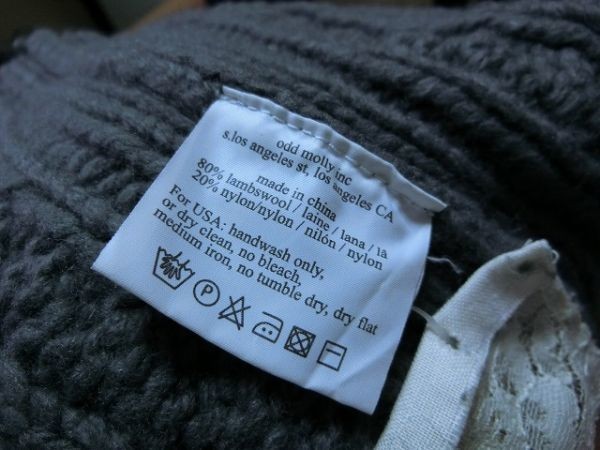 odd molly inc
s.los angeles st, los angeles CA
made in china
80% lambswool / laine / lana / là
20% nylon/nylon / nilón / nylon
For USA: handwash only,
or dry clean, no bleach,
medium iron, no tumble dry, dry flat
P